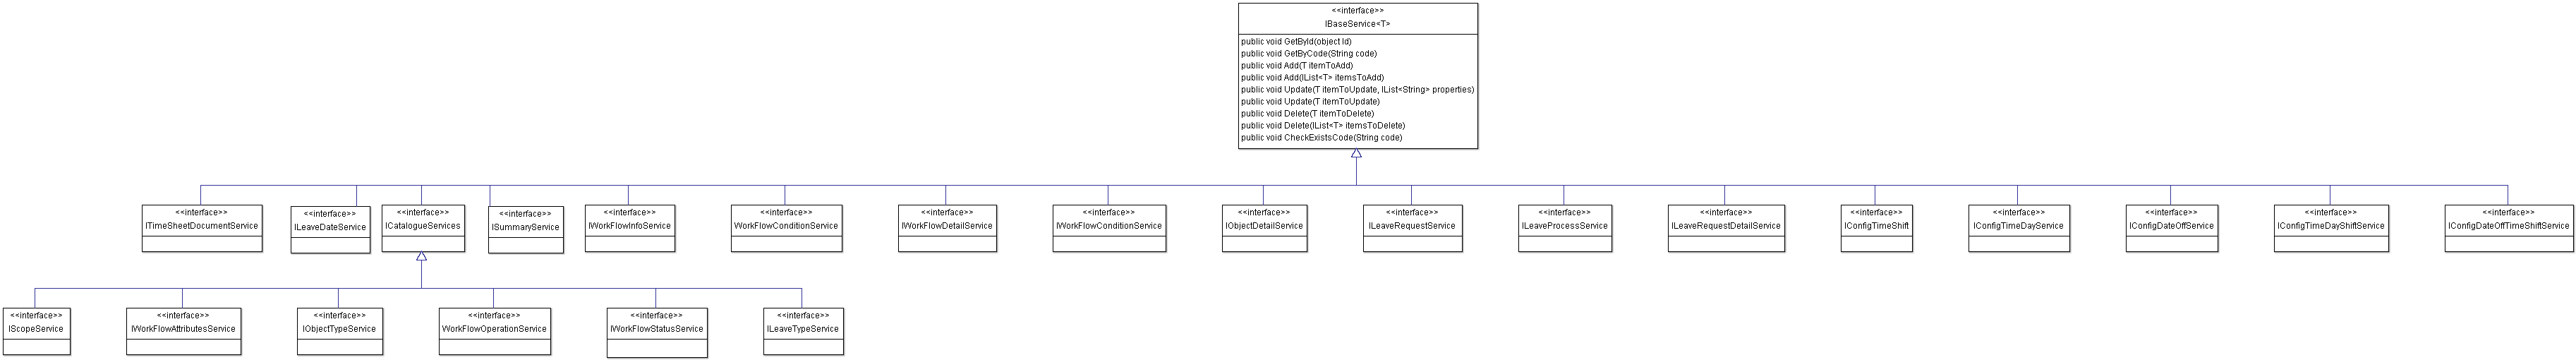 <<interface>>
IBaseService<T>
public void GetById(object Id)
public void GetByCode(String code)
public void Add(T itemToAdd)
public void Add(IList<T> itemsToAdd)
public void Update(T itemToUpdate, IList<String> properties)
public void Update(T itemToUpdate)
public void Delete(T itemToDelete)
public void Delete(IList<T> itemsToDelete)
public void CheckExistsCode(String code)
<<interface>>
ITimeSheetDocumentService
<<interface>>
ILeaveDateService
<<interface>>
ICatalogueServices
<<interface>>
ISummaryService
<<interface>>
IWorkFlowInfoService
<<interface>>
WorkFlowConditionService
<<interface>>
IWorkFlowDetailService
<<interface>>
IWorkFlowConditionService
<<interface>>
IObjectDetailService
<<interface>>
ILeaveRequestService
<<interface>>
ILeaveProcessService
<<interface>>
ILeaveRequestDetailService
<<interface>>
IConfigTimeShift
<<interface>>
IConfigTimeDayService
<<interface>>
IConfigDateOffService
<<interface>>
IConfigTimeDayShiftService
<<interface>>
IConfigDateOffTimeShiftService
<<interface>>
IScopeService
<<interface>>
IWorkFlowAttributesService
<<interface>>
IObjectTypeService
<<interface>>
WorkFlowOperationService
<<interface>>
IWorkFlowStatusService
<<interface>>
ILeaveTypeService